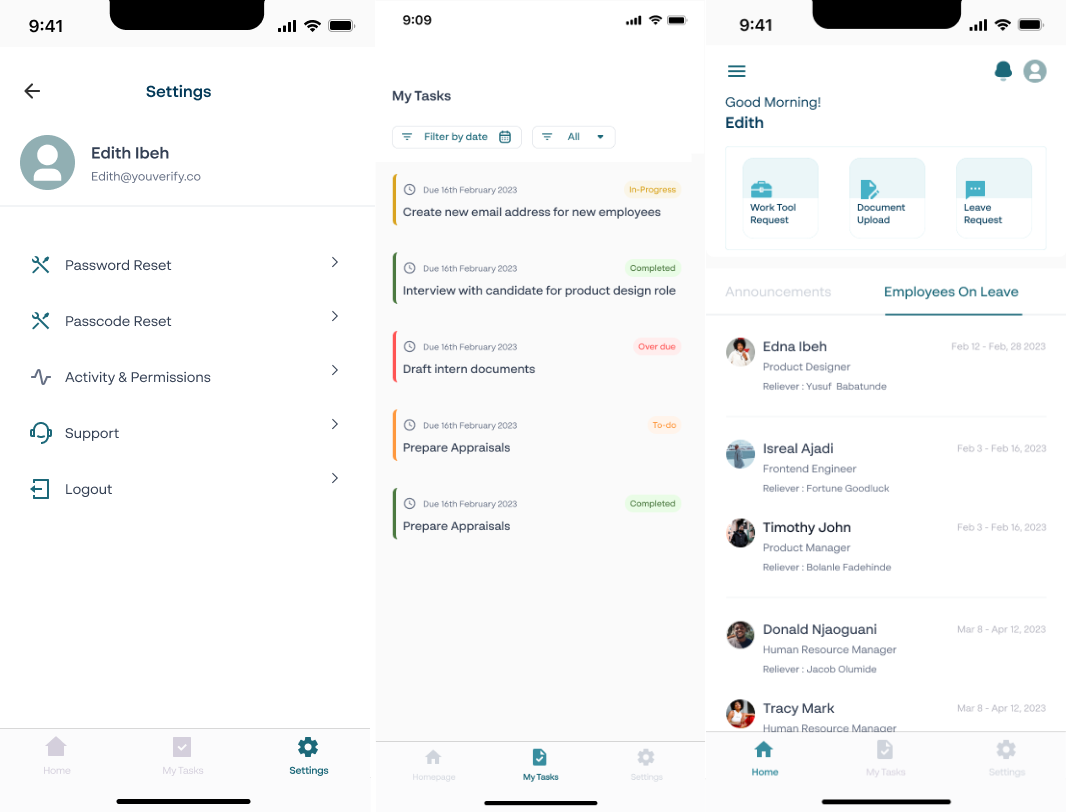 9:41
Settings
Edith Ibeh
Edith@youverify.co
Password Reset
Passcode Reset
Activity & Permissions
Support
Logout
Home
My Tasks
Settings
9:09
My Tasks
Filter by date
All
Due 16th February 2023
In-Progress
Create new email address for new employees
Due 16th February 2023
Completed
Interview with candidate for product design role
Due 16th February 2023
Over due
Draft intern documents
Due 16th February 2023
To-do
Prepare Appraisals
Due 16th February 2023
Completed
Prepare Appraisals
Homepage
My Tasks
Settings
9:41
Good Morning!
Edith
Work Tool
Request
Document
Upload
Leave
Request
Announcements
Employees On Leave
Edna Ibeh
Feb 12 - Feb, 28 2023
Product Designer
Reliever : Yusuf Babatunde
Isreal Ajadi
Feb 3 - Feb 16, 2023
Frontend Engineer
Reliever : Fortune Goodluck
Timothy John
Feb 3 - Feb 16, 2023
Product Manager
Reliever : Bolanle Fadehinde
Donald Njaoguani
Mar 8 - Apr 12, 2023
Human Resource Manager
Reliever : Jacob Olumide
Tracy Mark
Mar 8 - Apr 12, 2023
Human Resource Manager
Home
My Tasks
Settings